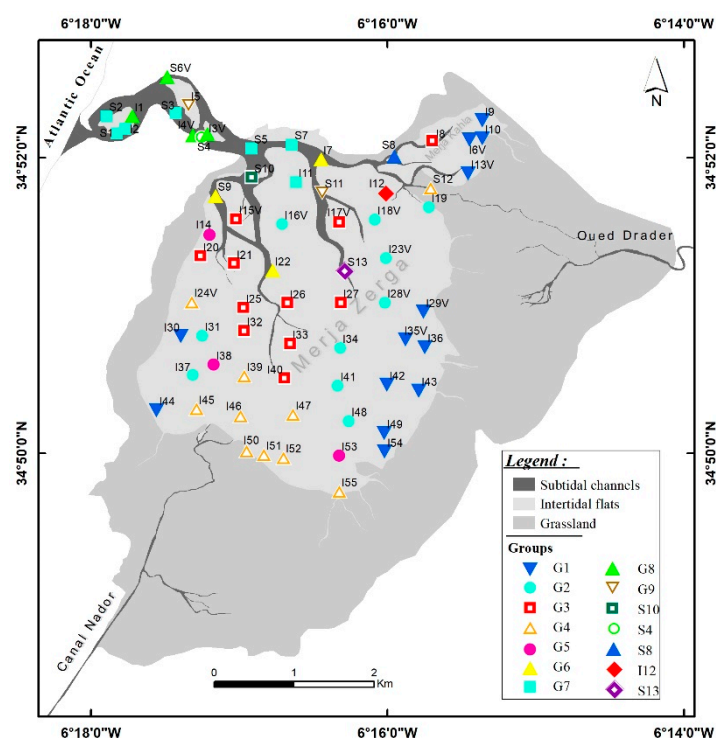 6°18'0"W 6°16'0"W 6°14'0"W
Atlantic Ocean
N
S6V
I5
S2 I1 S3
S1 I2 I4V I3V
S4
S5 S7
I7
S8
I8
I9
I10
I6V
I13V
Merja Kahla
34°52'0"N 34°52'0"N
S10
S9
I11 S11 I12 S12
I19
I15V I16V I17V I18V
Oued Drader
I14
I20 I21 I22 S13 I23V
Merja Zerga
I24V I25 I26 I27 I28V I29V
I30 I31 I32 I33 I34 I35V I36
I37 I38 I39 I40 I41 I42 I43
I44 I45 I46 I47 I48 I49
34°50'0"N 34°50'0"N
I50 I51 I52 I53 I54
I55
Canal Nador
0 1 2
Km
Legend :
Subtidal channels
Intertidal flats
Grassland
Groups
G1 G8
G2 G9
G3 S10
G4 S4
G5 S8
G6 I12
G7 S13
6°18'0"W 6°16'0"W 6°14'0"W